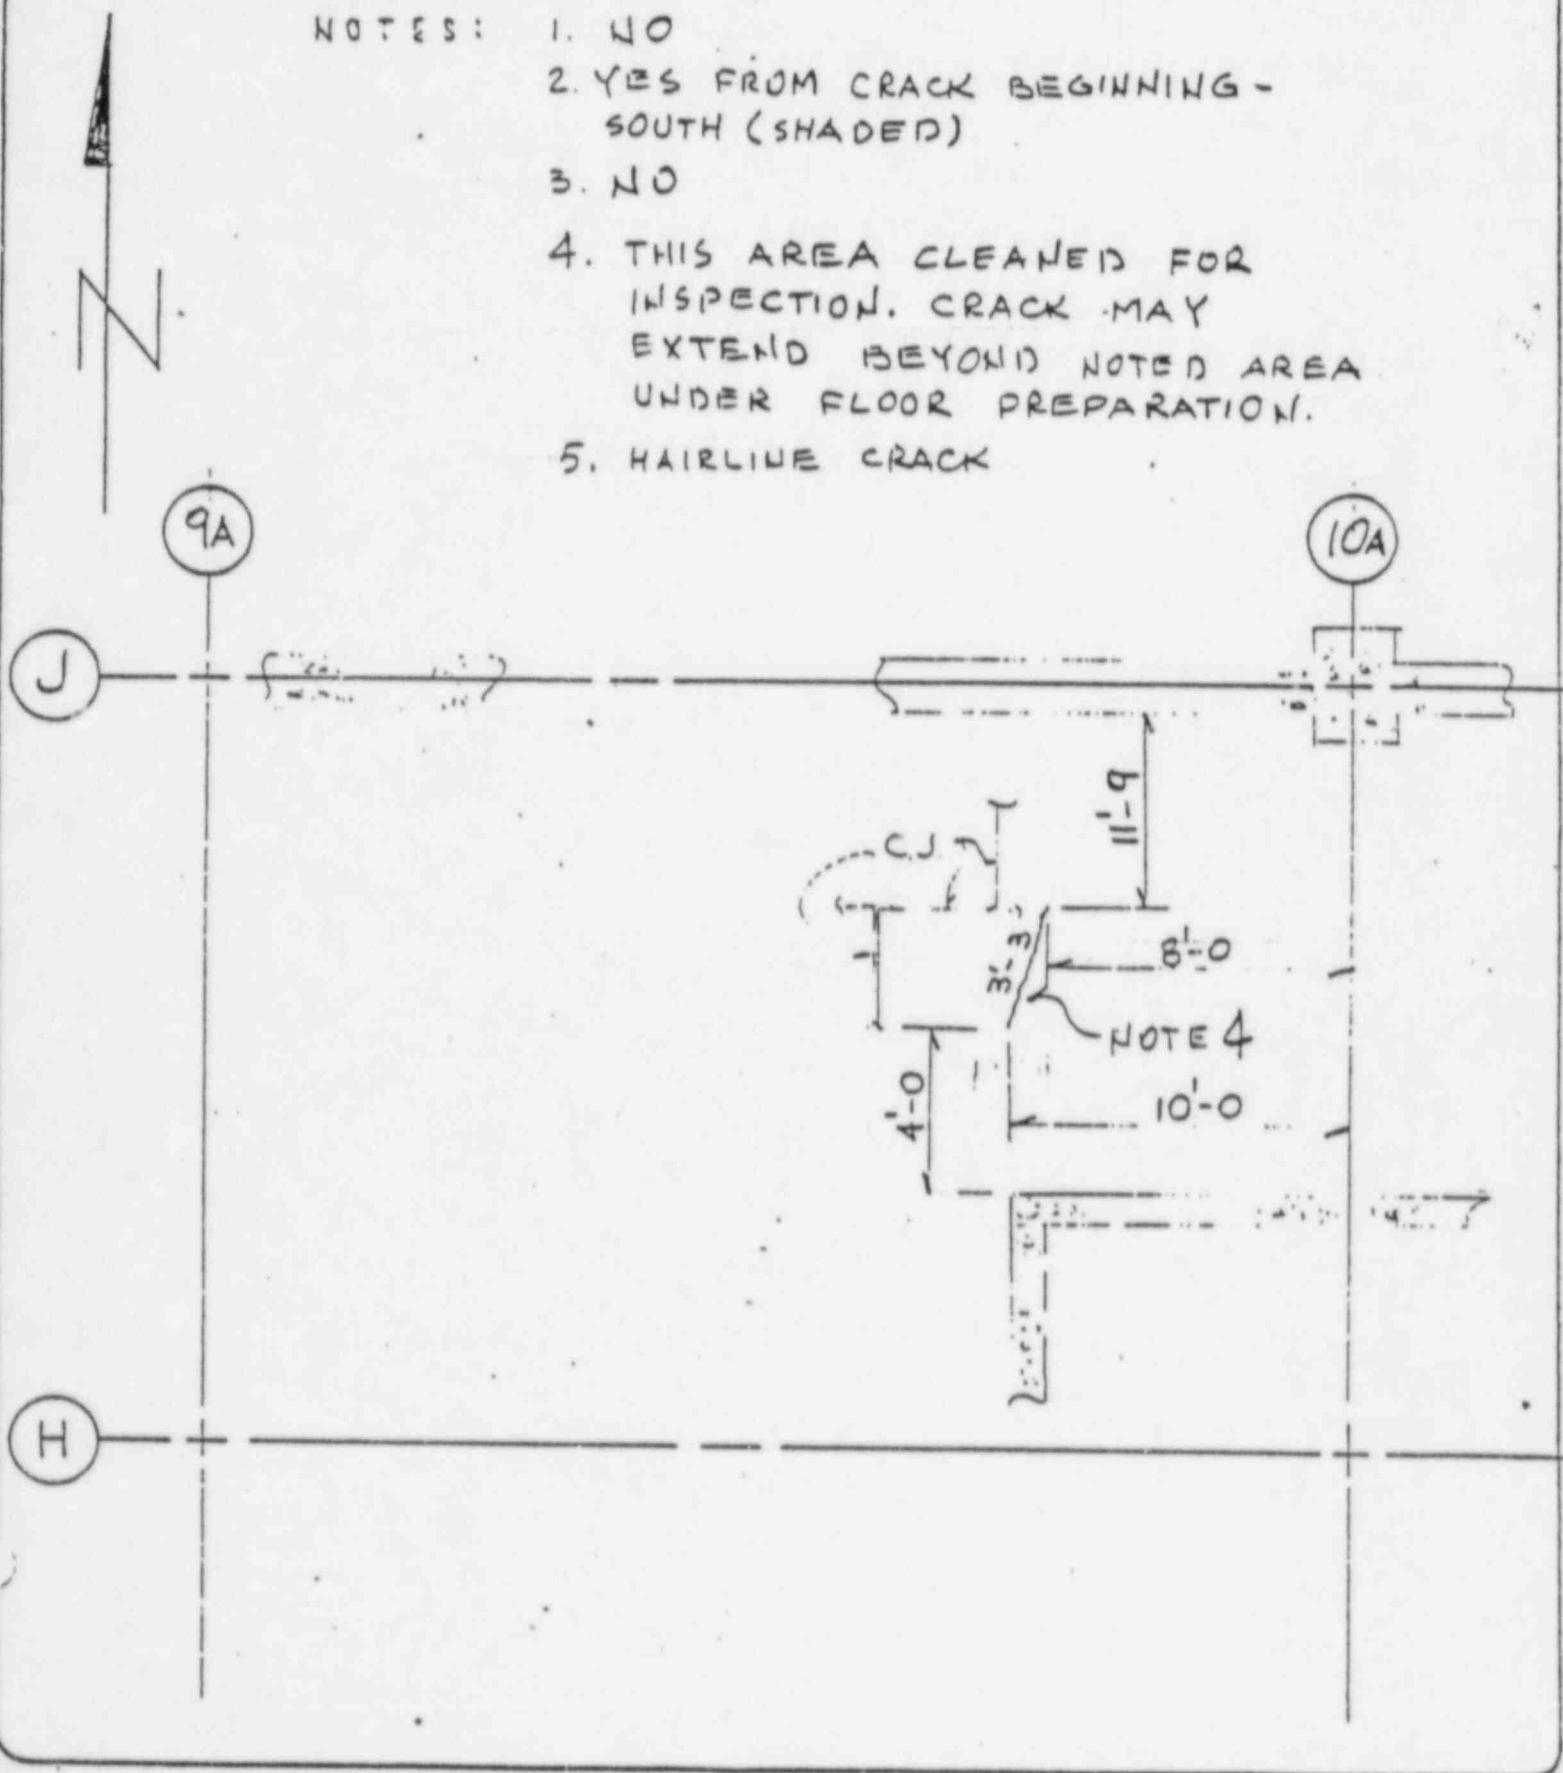 NOTES: 1. NO
2. YES FROM CRACK BEGINNING -
SOUTH (SHADED)
3. NO
4. THIS AREA CLEANED FOR
INSPECTION. CRACK MAY
EXTEND BEYOND NOTED AREA
UNDER FLOOR PREPARATION.
5. HAIRLINE CRACK
N
9A
10A
J
11'-9
C.J.
3'-3
8'-0
NOTE 4
4'-0
10'-0
H